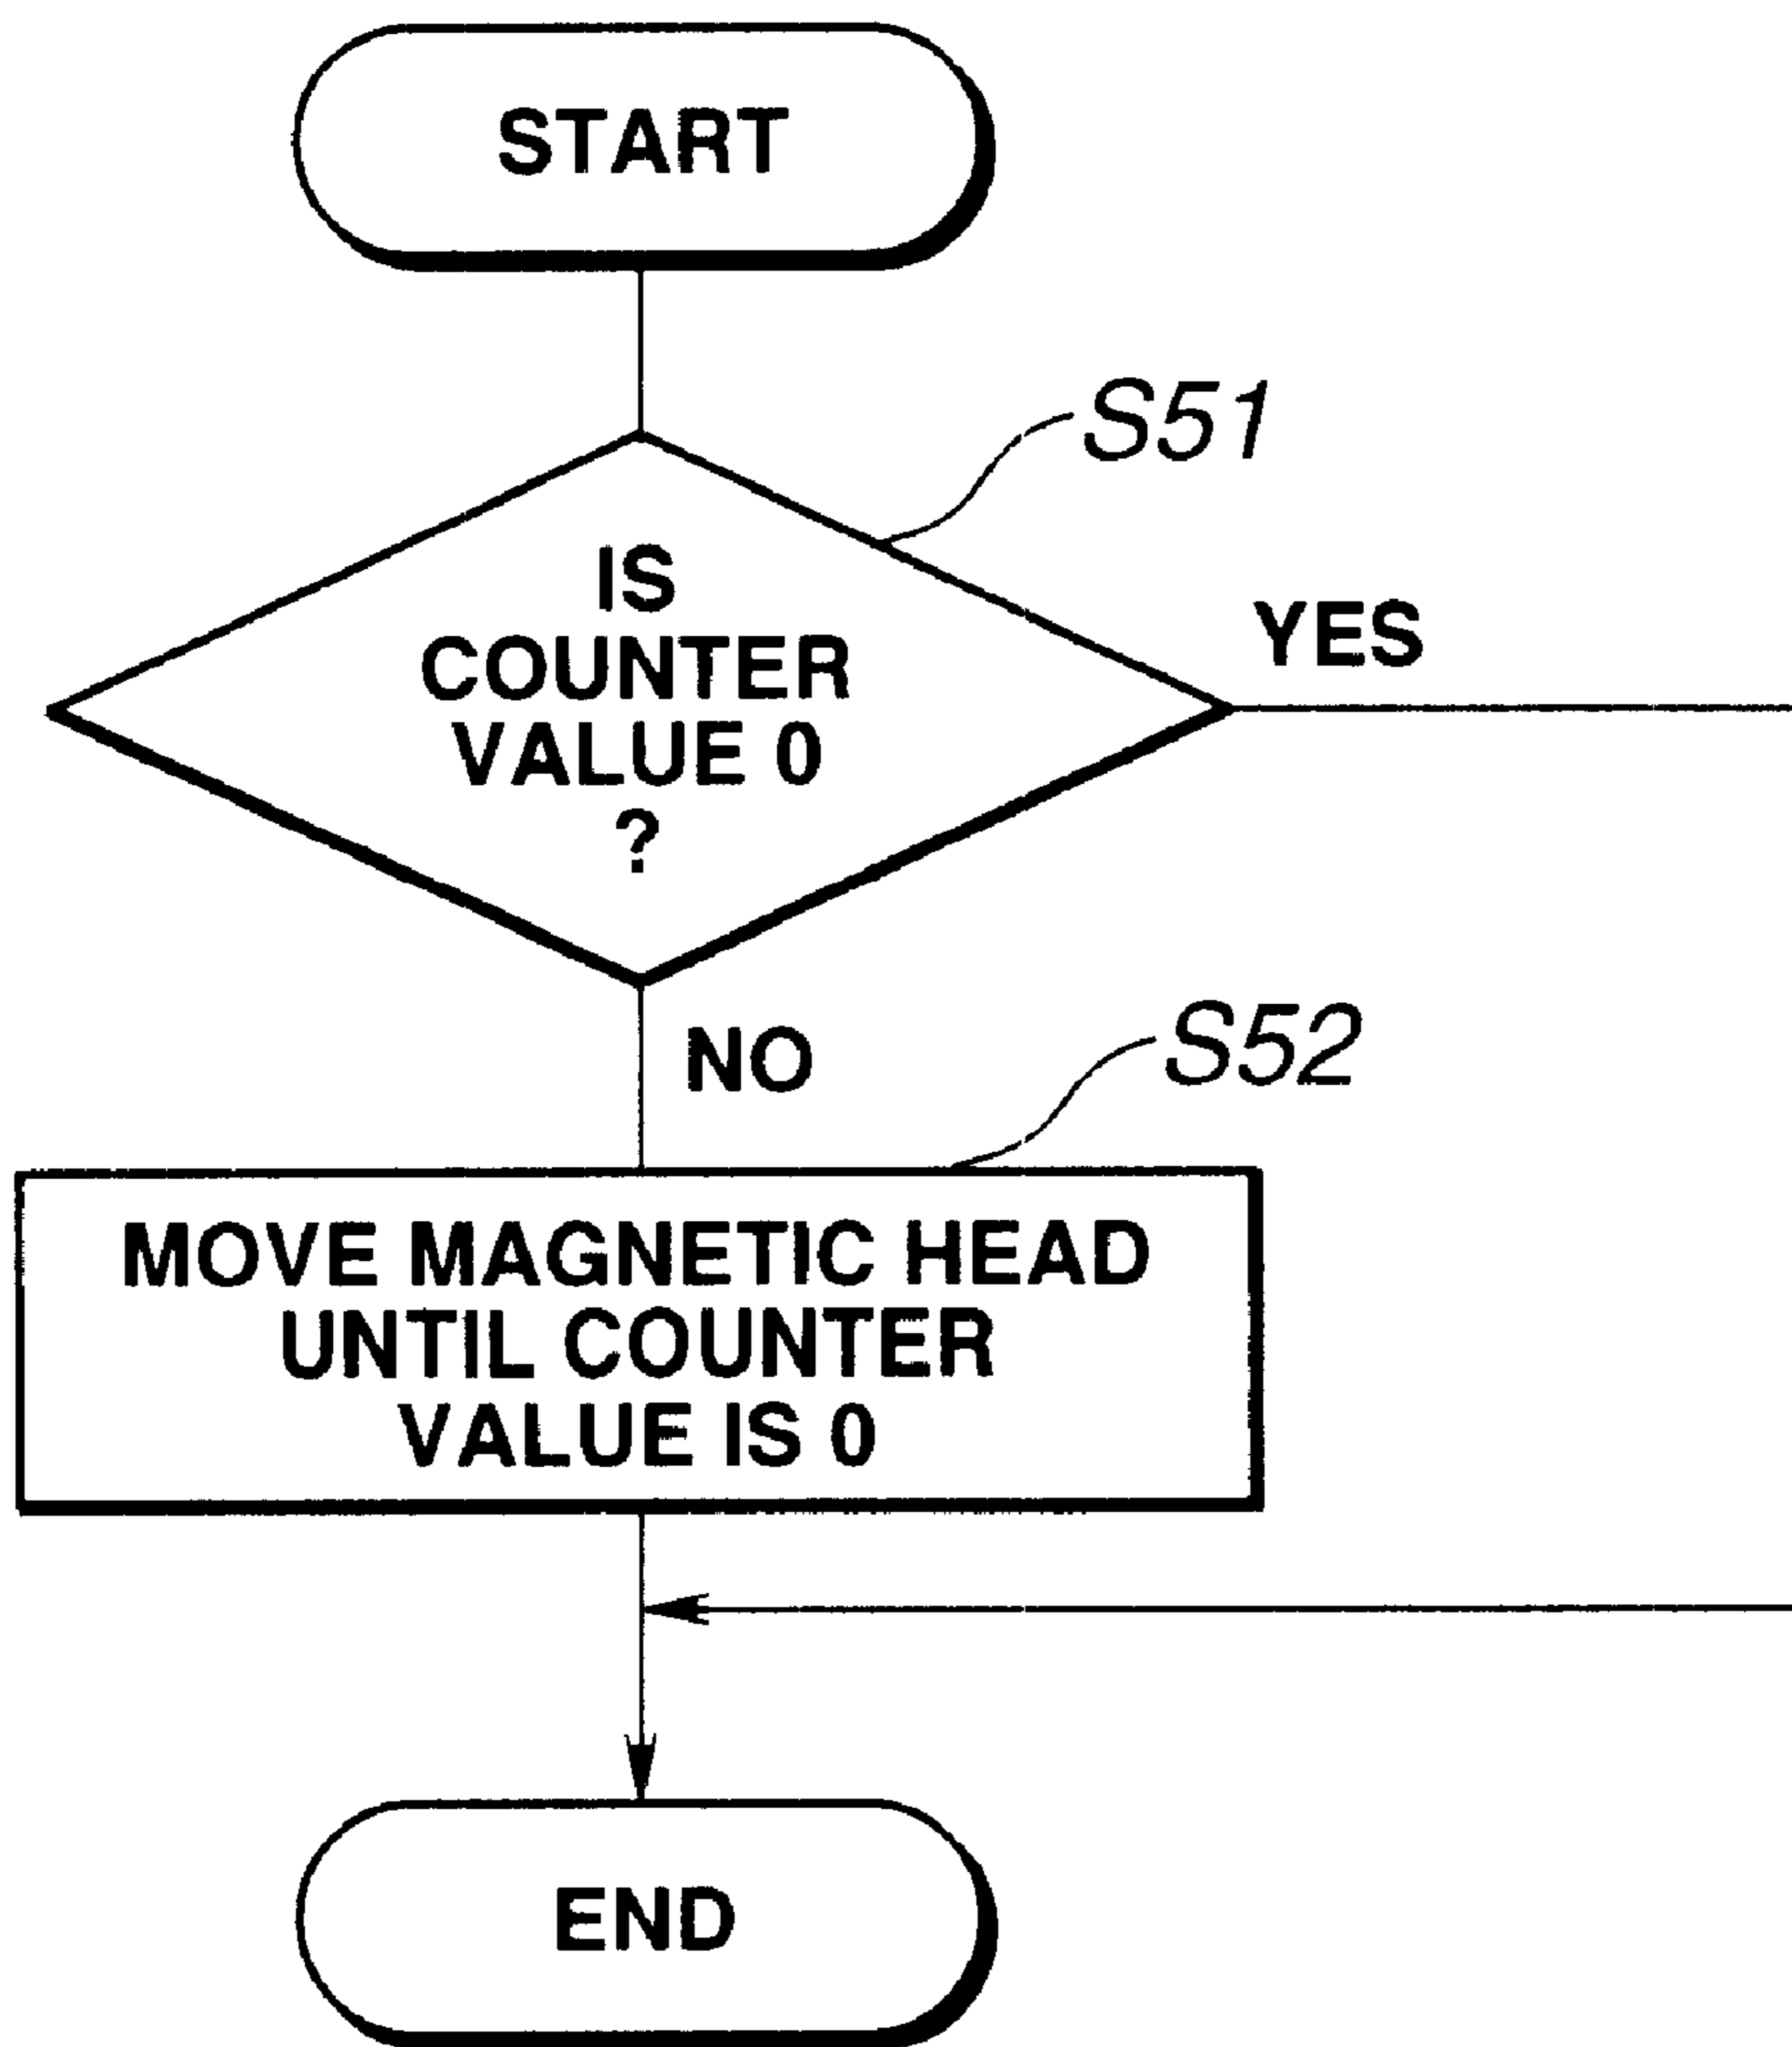 START
S51
IS
COUNTER
VALUE 0
?
YES
NO
S52
MOVE MAGNETIC HEAD
UNTIL COUNTER
VALUE IS 0
END